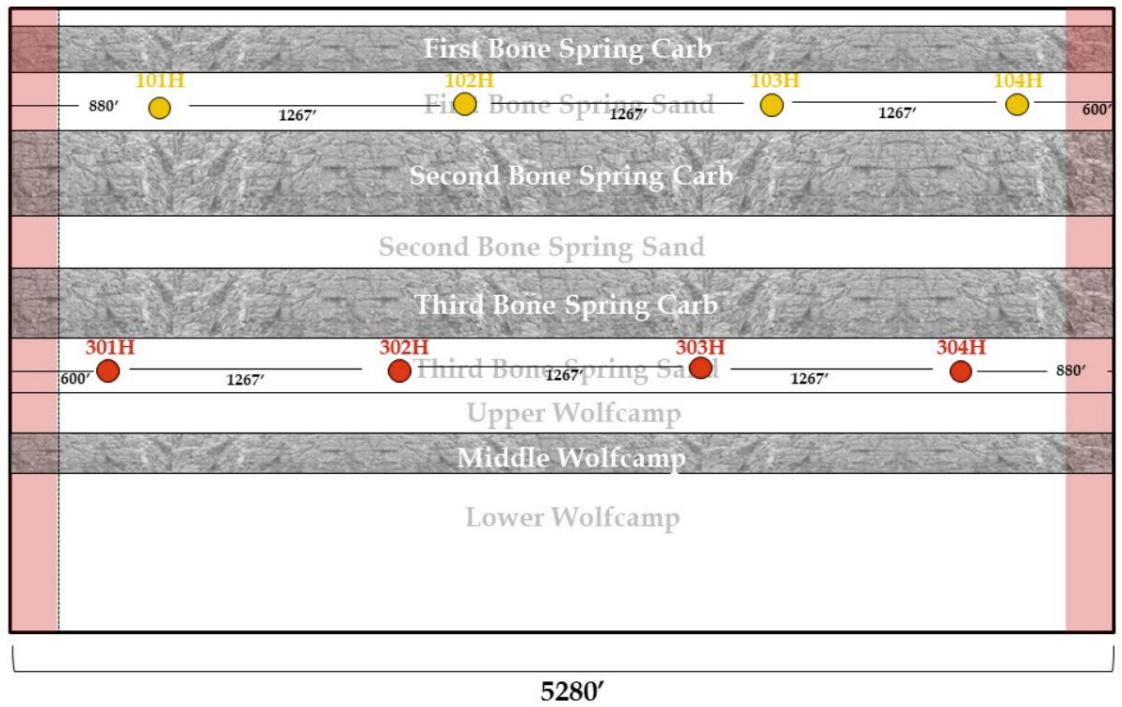 First Bone Spring Carb
101H
102H
103H
104H
First Bone Spring Sand
880′
1267′
1267′
1267′
600′
Second Bone Spring Carb
Second Bone Spring Sand
Third Bone Spring Carb
301H
302H
303H
304H
Third Bone Spring Sand
600′
1267′
1267′
1267′
880′
Upper Wolfcamp
Middle Wolfcamp
Lower Wolfcamp
5280′